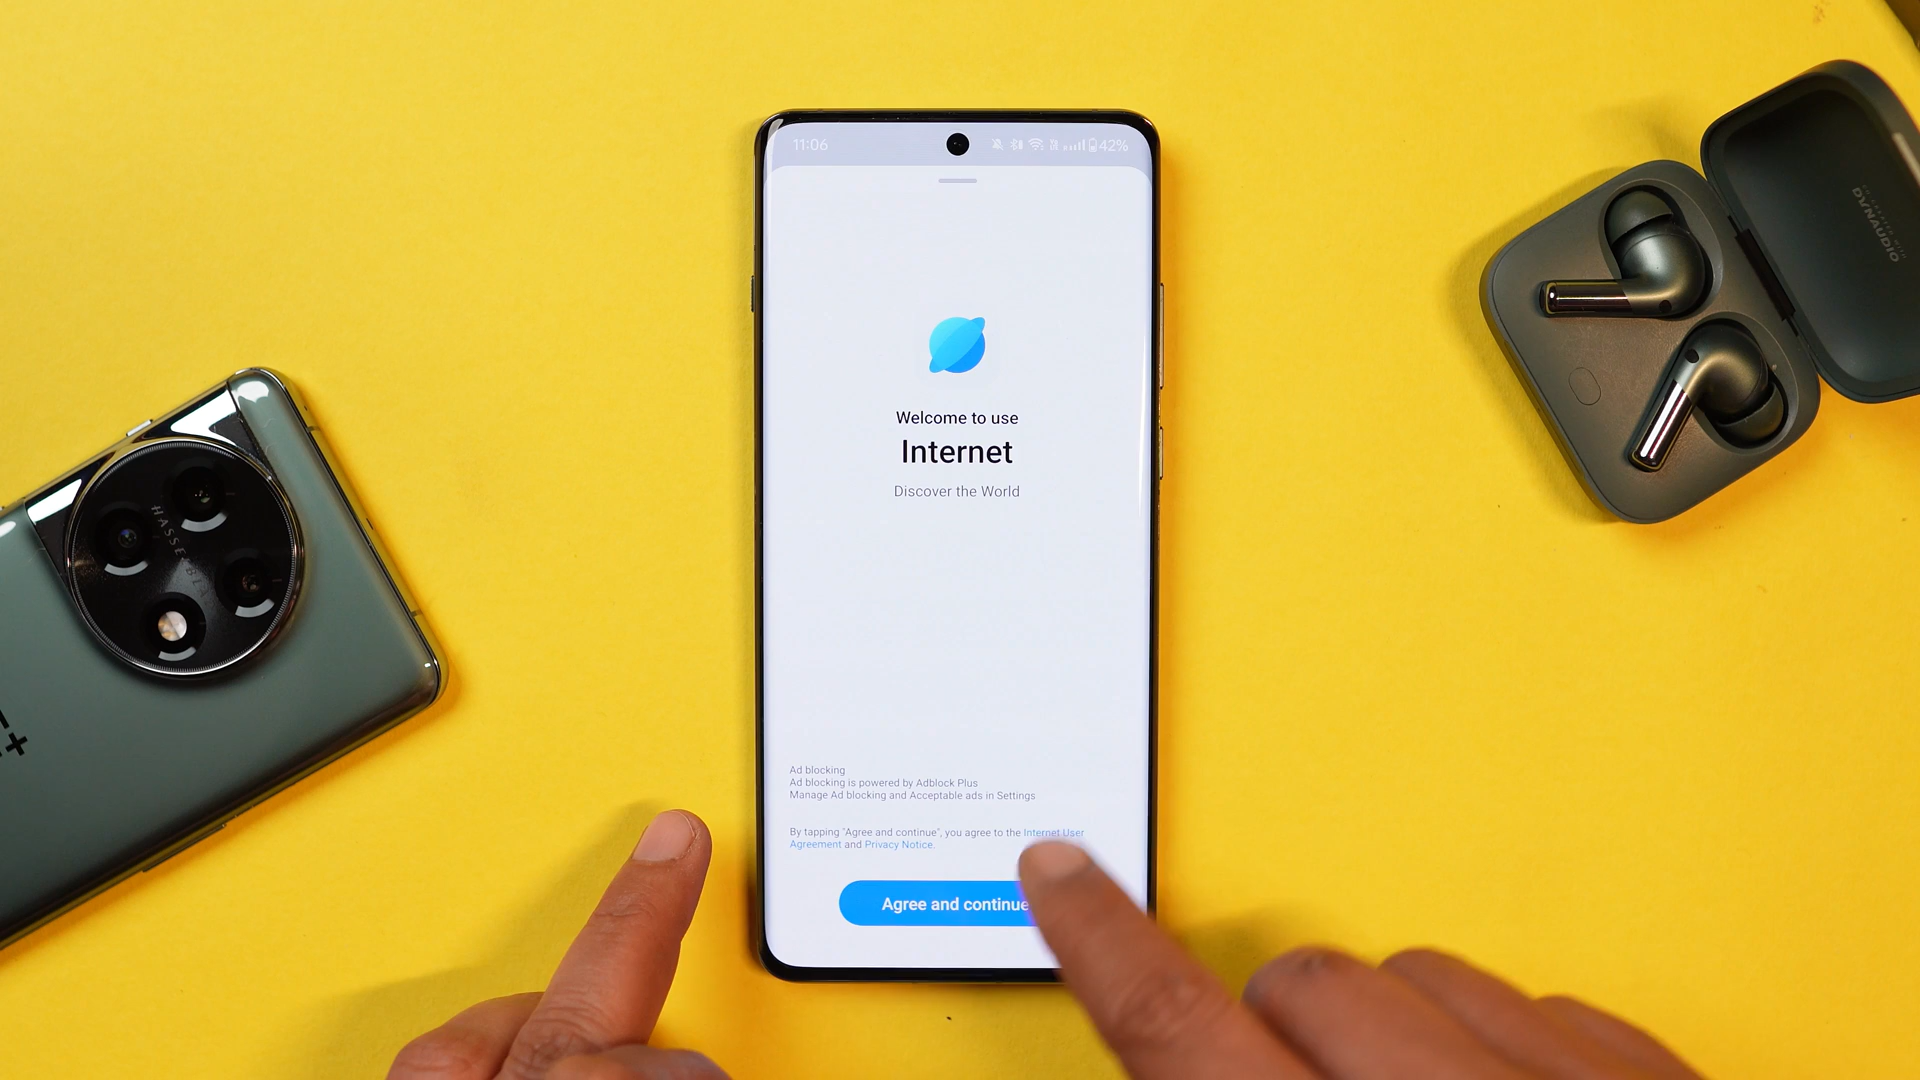 11:06
42%
Welcome to use
Internet
Discover the World
Ad blocking
Ad blocking is powered by Adblock Plus
Manage Ad blocking and Acceptable ads in Settings
By tapping "Agree and continue", you agree to the Internet User
Agreement and Privacy Notice.
Agree and continue
HASSELBL
DYNAUDIO